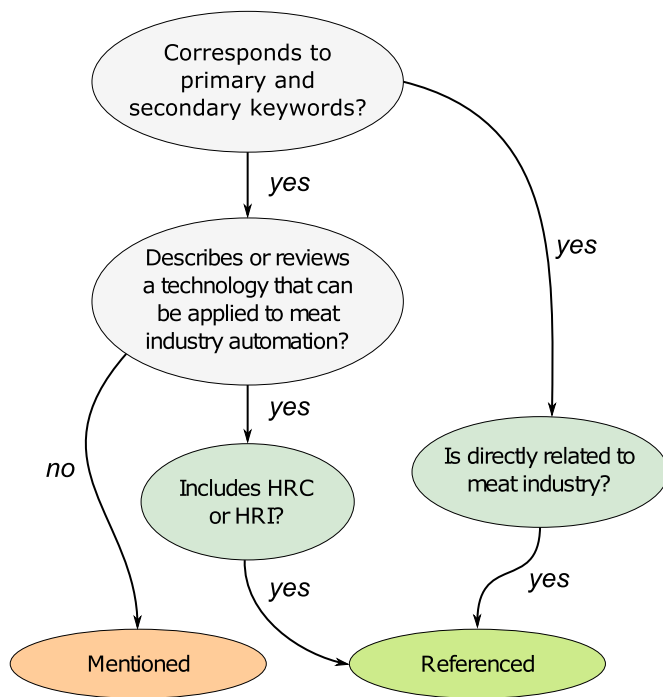 Corresponds to
primary and
secondary keywords?
yes
yes
Describes or reviews
a technology that can
be applied to meat
industry automation?
yes
no
Is directly related to
meat industry?
Includes HRC
or HRI?
yes
yes
Mentioned
Referenced